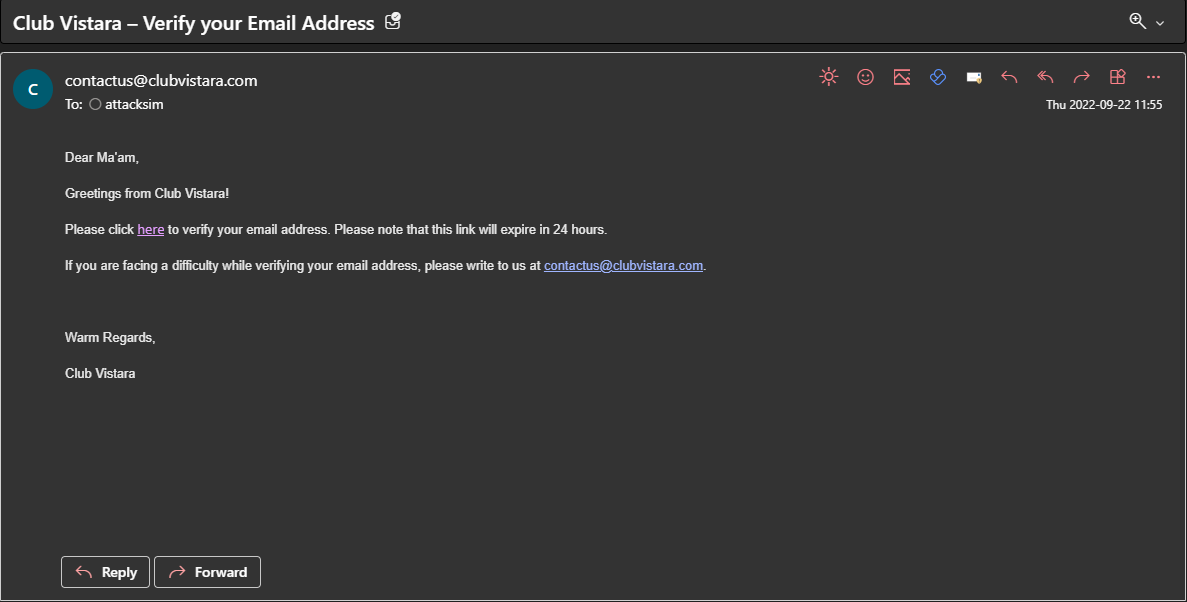 Club Vistara – Verify your Email Address
C
contactus@clubvistara.com
To: attacksim
Thu 2022-09-22 11:55
Dear Ma'am,
Greetings from Club Vistara!
Please click here to verify your email address. Please note that this link will expire in 24 hours.
If you are facing a difficulty while verifying your email address, please write to us at contactus@clubvistara.com.
Warm Regards,
Club Vistara
Reply
Forward